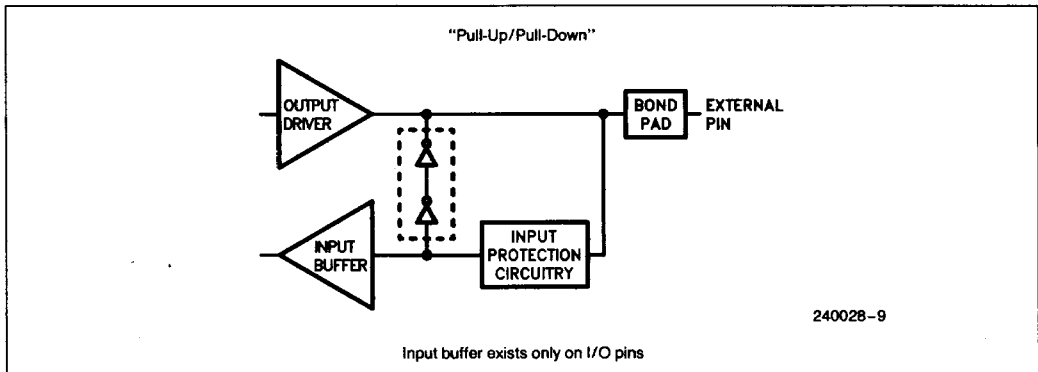 "Pull-Up/Pull-Down"
OUTPUT
DRIVER
BOND
PAD
EXTERNAL
PIN
INPUT
BUFFER
INPUT
PROTECTION
CIRCUITRY
240028-9
Input buffer exists only on I/O pins